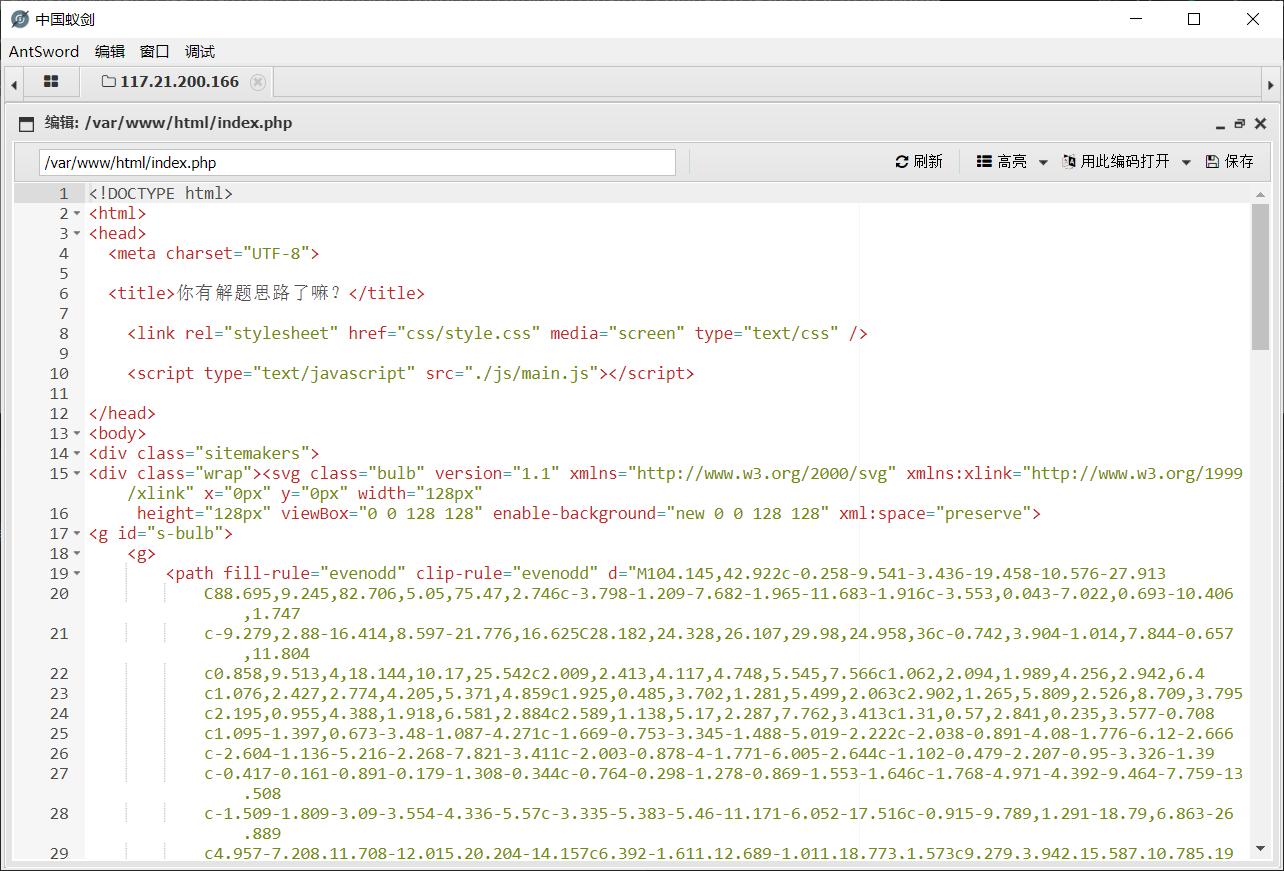 中国蚁剑
AntSword 编辑 窗口 调试
117.21.200.166
编辑: /var/www/html/index.php
/var/www/html/index.php 刷新 高亮 用此编码打开 保存
1 <!DOCTYPE html>
2 <html>
3 <head>
4 <meta charset="UTF-8">
5
6 <title>你有解题思路了嘛？</title>
7
8 <link rel="stylesheet" href="css/style.css" media="screen" type="text/css" />
9
10 <script type="text/javascript" src="./js/main.js"></script>
11
12 </head>
13 <body>
14 <div class="sitemakers">
15 <div class="wrap"><svg class="bulb" version="1.1" xmlns="http://www.w3.org/2000/svg" xmlns:xlink="http://www.w3.org/1999
/xlink" x="0px" y="0px" width="128px"
16 height="128px" viewBox="0 0 128 128" enable-background="new 0 0 128 128" xml:space="preserve">
17 <g id="s-bulb">
18 <g>
19 <path fill-rule="evenodd" clip-rule="evenodd" d="M104.145,42.922c-0.258-9.541-3.436-19.458-10.576-27.913
20 C88.695,9.245,82.706,5.05,75.47,2.746c-3.798-1.209-7.682-1.965-11.683-1.916c-3.553,0.043-7.022,0.693-10.406
,1.747
21 c-9.279,2.88-16.414,8.597-21.776,16.625C28.182,24.328,26.107,29.98,24.958,36c-0.742,3.904-1.014,7.844-0.657
,11.804
22 c0.858,9.513,4,18.144,10.17,25.542c2.009,2.413,4.117,4.748,5.545,7.566c1.062,2.094,1.989,4.256,2.942,6.4
23 c1.076,2.427,2.774,4.205,5.371,4.859c1.925,0.485,3.702,1.281,5.499,2.063c2.902,1.265,5.809,2.526,8.709,3.795
24 c2.195,0.955,4.388,1.918,6.581,2.884c2.589,1.138,5.17,2.287,7.762,3.413c1.31,0.57,2.841,0.235,3.577-0.708
25 c1.095-1.397,0.673-3.48-1.087-4.271c-1.669-0.753-3.345-1.488-5.019-2.222c-2.038-0.891-4.08-1.776-6.12-2.666
26 c-2.604-1.136-5.216-2.268-7.821-3.411c-2.003-0.878-4-1.771-6.005-2.644c-1.102-0.479-2.207-0.95-3.326-1.39
27 c-0.417-0.161-0.891-0.179-1.308-0.344c-0.764-0.298-1.278-0.869-1.553-1.646c-1.768-4.971-4.392-9.464-7.759-13
.508
28 c-1.509-1.809-3.09-3.554-4.336-5.57c-3.335-5.383-5.46-11.171-6.052-17.516c-0.915-9.789,1.291-18.79,6.863-26
.889
29 c4.957-7.208,11.708-12.015,20.204-14.157c6.392-1.611,12.689-1.011,18.773,1.573c9.279,3.942,15.587,10.785,19